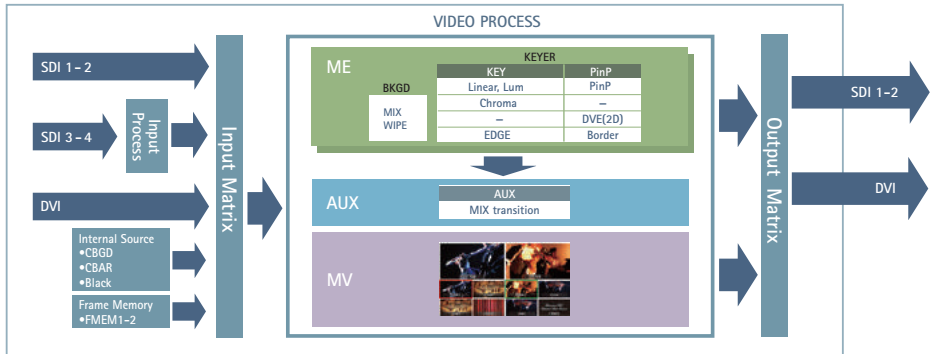 VIDEO PROCESS
SDI 1-2
SDI 3-4
Input Process
DVI
Internal Source
•CBGD
•CBAR
•Black
Frame Memory
•FMEM1-2
Input Matrix
ME
BKGD
MIX
WIPE
KEYER
KEY PinP
Linear, Lum PinP
Chroma –
– DVE(2D)
EDGE Border
AUX
AUX
MIX transition
MV
Output Matrix
SDI 1-2
DVI